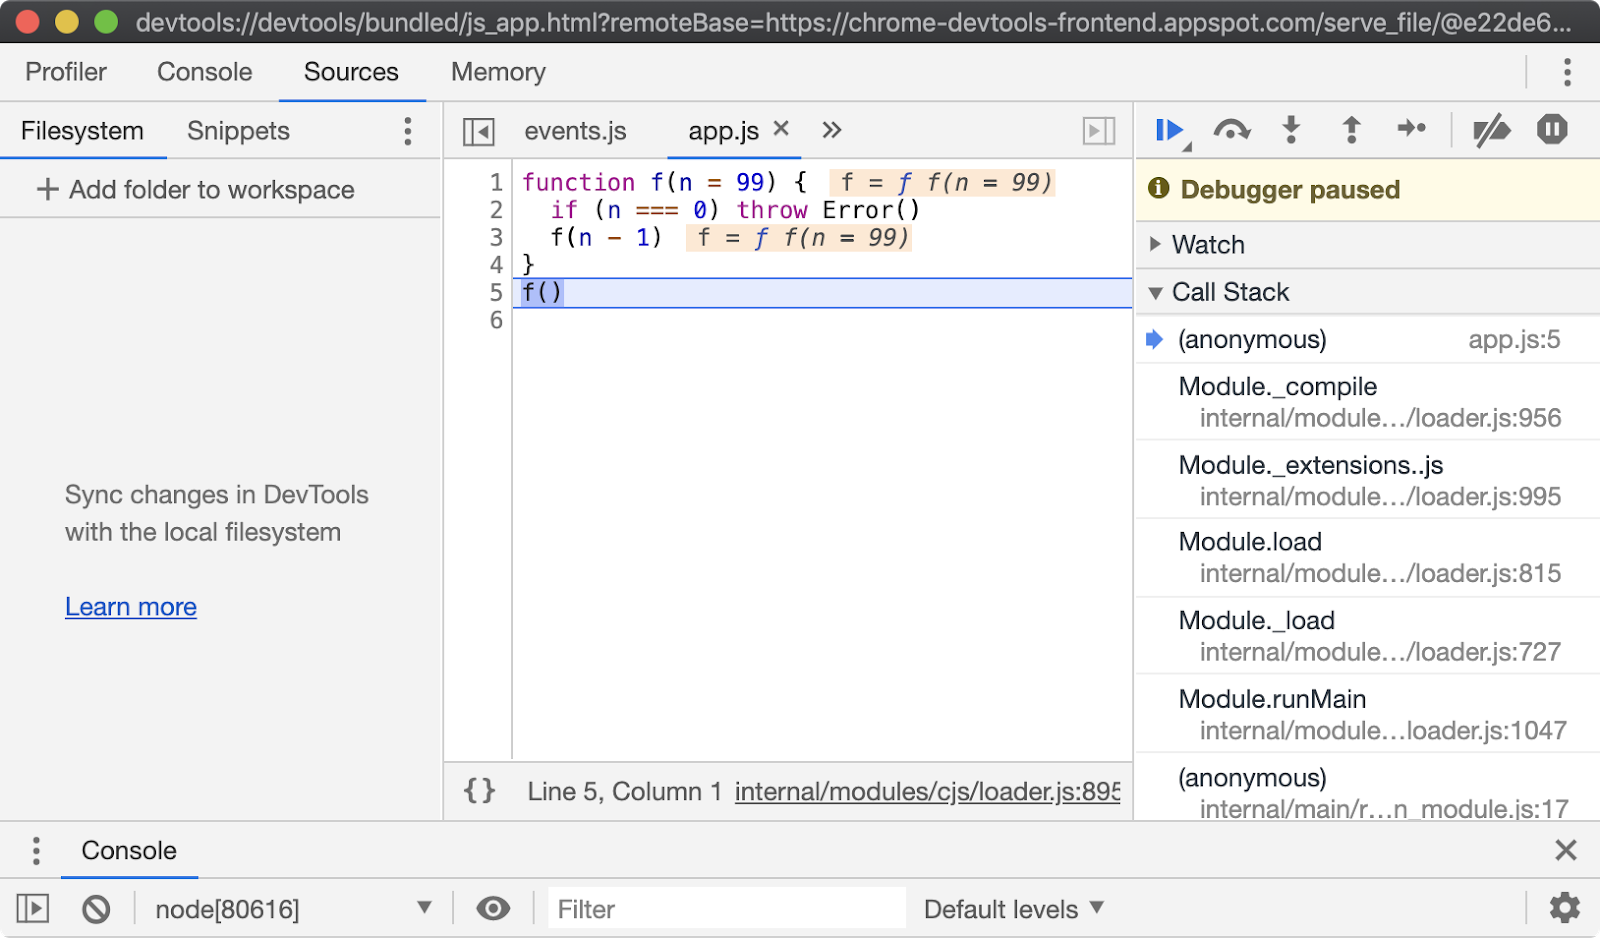 devtools://devtools/bundled/js_app.html?remoteBase=https://chrome-devtools-frontend.appspot.com/serve_file/@e22de6...
Profiler Console Sources Memory
Filesystem Snippets
+ Add folder to workspace
Sync changes in DevTools
with the local filesystem
Learn more
events.js app.js × »
1 function f(n = 99) { f = ƒ f(n = 99)
2 if (n === 0) throw Error()
3 f(n - 1) f = ƒ f(n = 99)
4 }
5 f()
6
{} Line 5, Column 1 internal/modules/cjs/loader.js:895
Debugger paused
Watch
Call Stack
(anonymous) app.js:5
Module._compile
internal/module.../loader.js:956
Module._extensions..js
internal/module.../loader.js:995
Module.load
internal/module.../loader.js:815
Module._load
internal/module.../loader.js:727
Module.runMain
internal/module...loader.js:1047
(anonymous)
internal/main/r...n_module.js:17
Console
node[80616] Filter Default levels